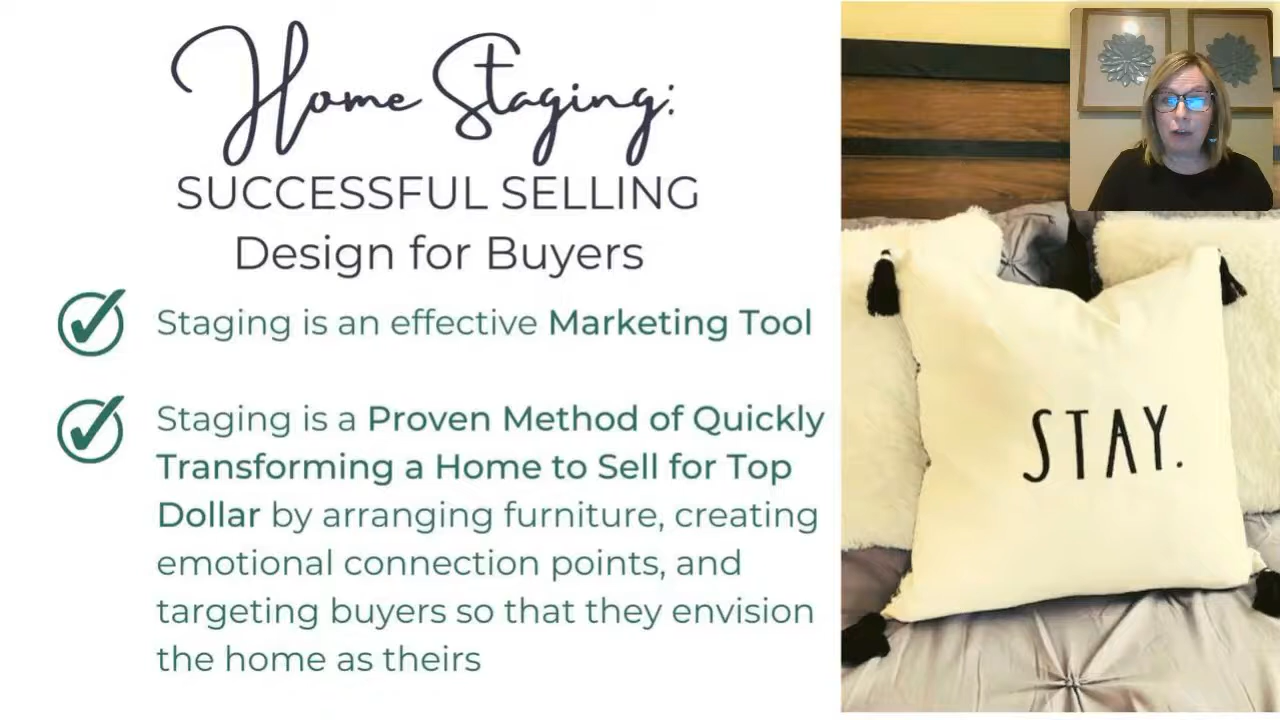 Home Staging:
SUCCESSFUL SELLING
Design for Buyers
Staging is an effective Marketing Tool
Staging is a Proven Method of Quickly
Transforming a Home to Sell for Top
Dollar by arranging furniture, creating
emotional connection points, and
targeting buyers so that they envision
the home as theirs
STAY.